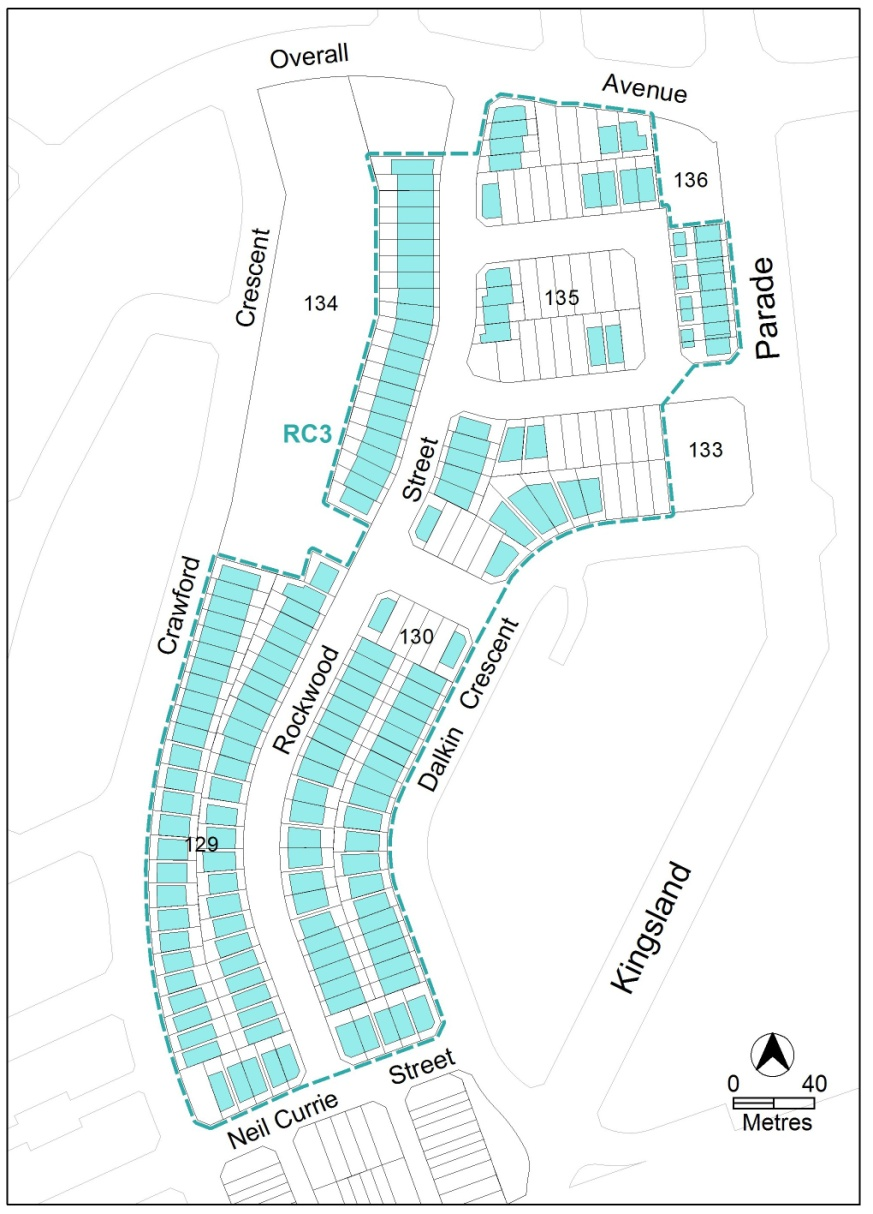 Overall
Avenue
136
Crescent
134
135
Parade
RC3
Street
133
Crawford
130
Crescent
Rockwood
Dalkin
129
Kingsland
Street
Neil Currie
0 40
Metres